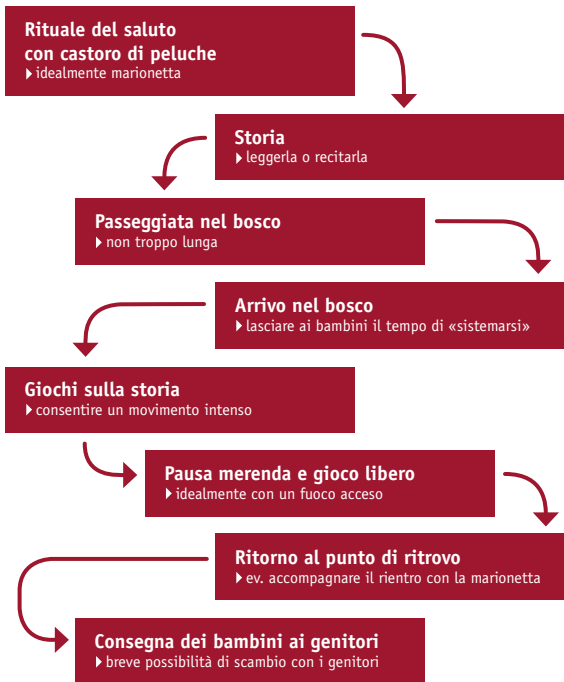 Rituale del saluto
con castoro di peluche
▶ idealmente marionetta
Storia
▶ leggerla o recitarla
Passeggiata nel bosco
▶ non troppo lunga
Arrivo nel bosco
▶ lasciare ai bambini il tempo di «sistemarsi»
Giochi sulla storia
▶ consentire un movimento intenso
Pausa merenda e gioco libero
▶ idealmente con un fuoco acceso
Ritorno al punto di ritrovo
▶ ev. accompagnare il rientro con la marionetta
Consegna dei bambini ai genitori
▶ breve possibilità di scambio con i genitori